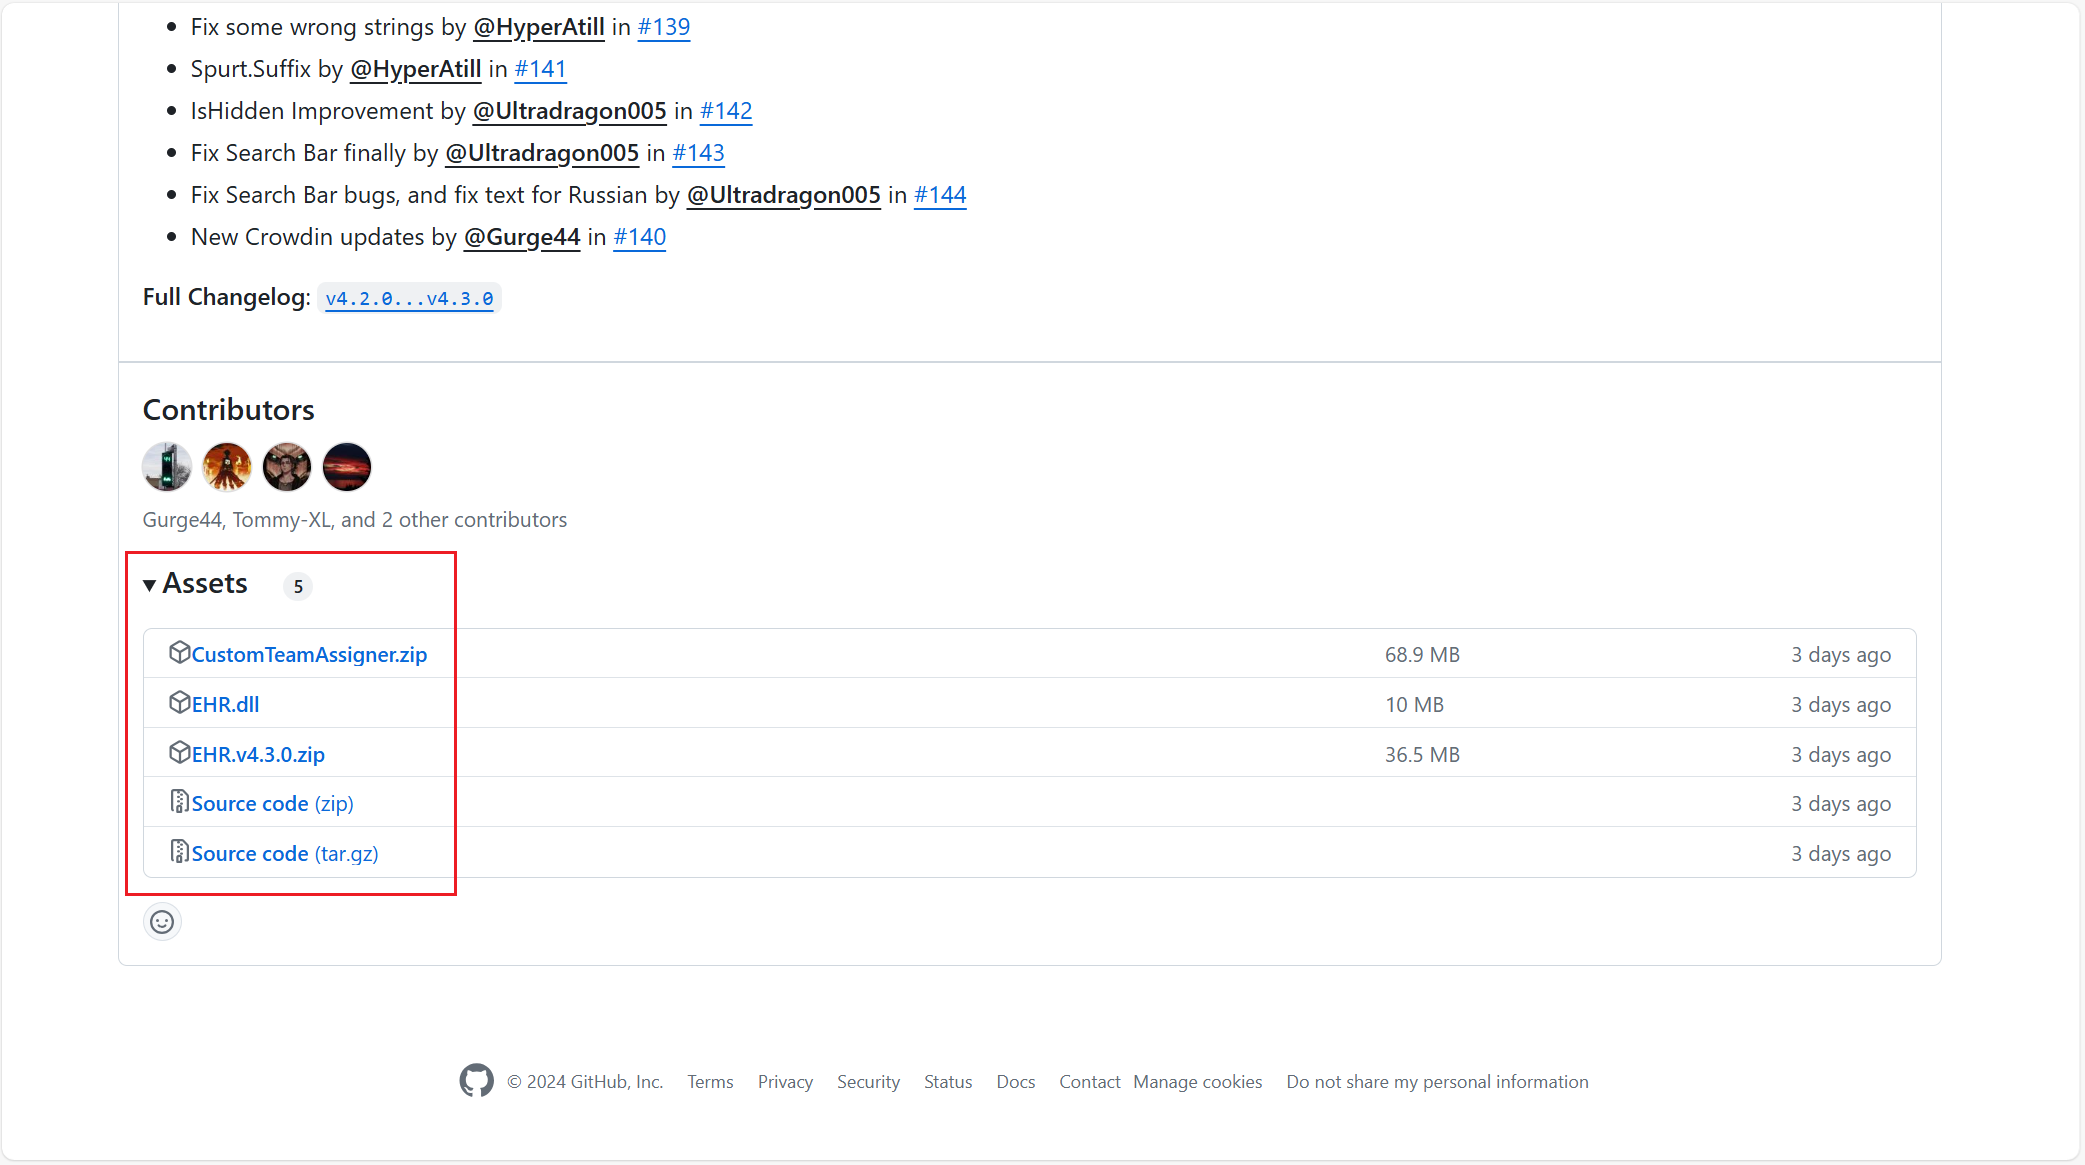 Fix some wrong strings by @HyperAtill in #139
Spurt.Suffix by @HyperAtill in #141
IsHidden Improvement by @Ultradragon005 in #142
Fix Search Bar finally by @Ultradragon005 in #143
Fix Search Bar bugs, and fix text for Russian by @Ultradragon005 in #144
New Crowdin updates by @Gurge44 in #140
Full Changelog: v4.2.0...v4.3.0
Contributors
Gurge44, Tommy-XL, and 2 other contributors
Assets 5
CustomTeamAssigner.zip 68.9 MB 3 days ago
EHR.dll 10 MB 3 days ago
EHR.v4.3.0.zip 36.5 MB 3 days ago
Source code (zip) 3 days ago
Source code (tar.gz) 3 days ago
© 2024 GitHub, Inc. Terms Privacy Security Status Docs Contact Manage cookies Do not share my personal information